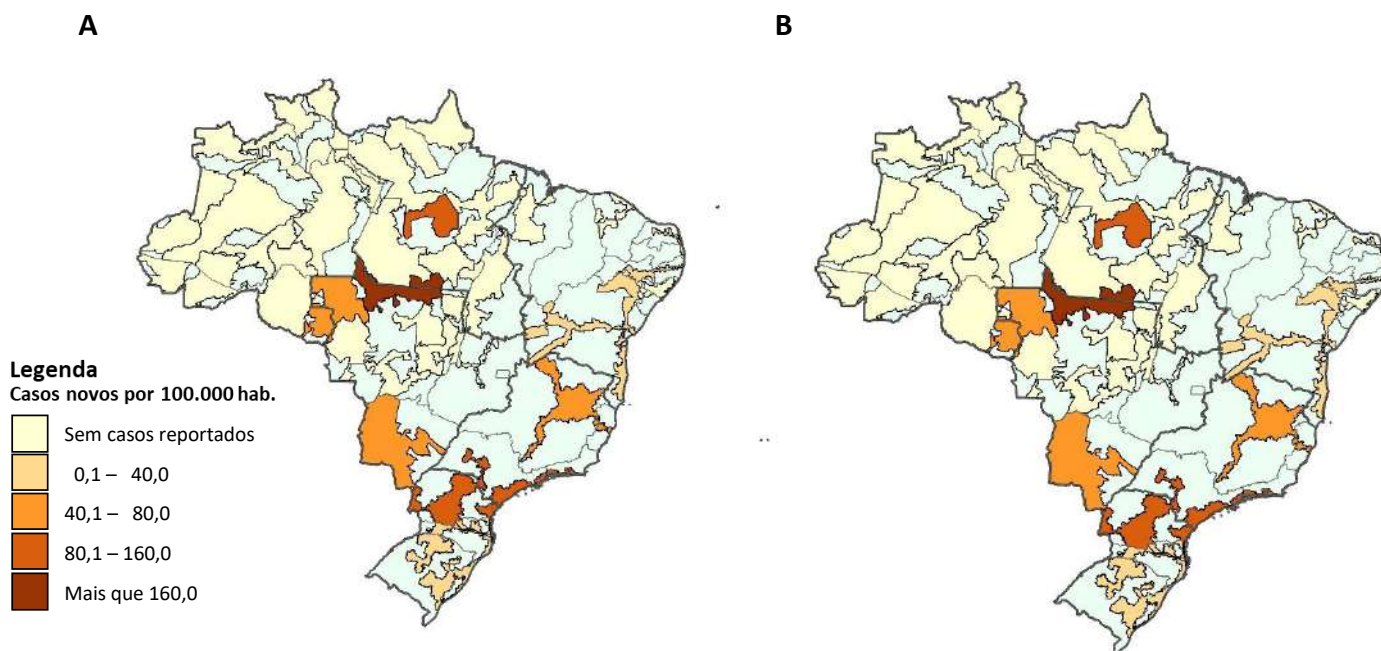 A
B
Legenda
Casos novos por 100.000 hab.
Sem casos reportados
0,1 – 40,0
40,1 – 80,0
80,1 – 160,0
Mais que 160,0